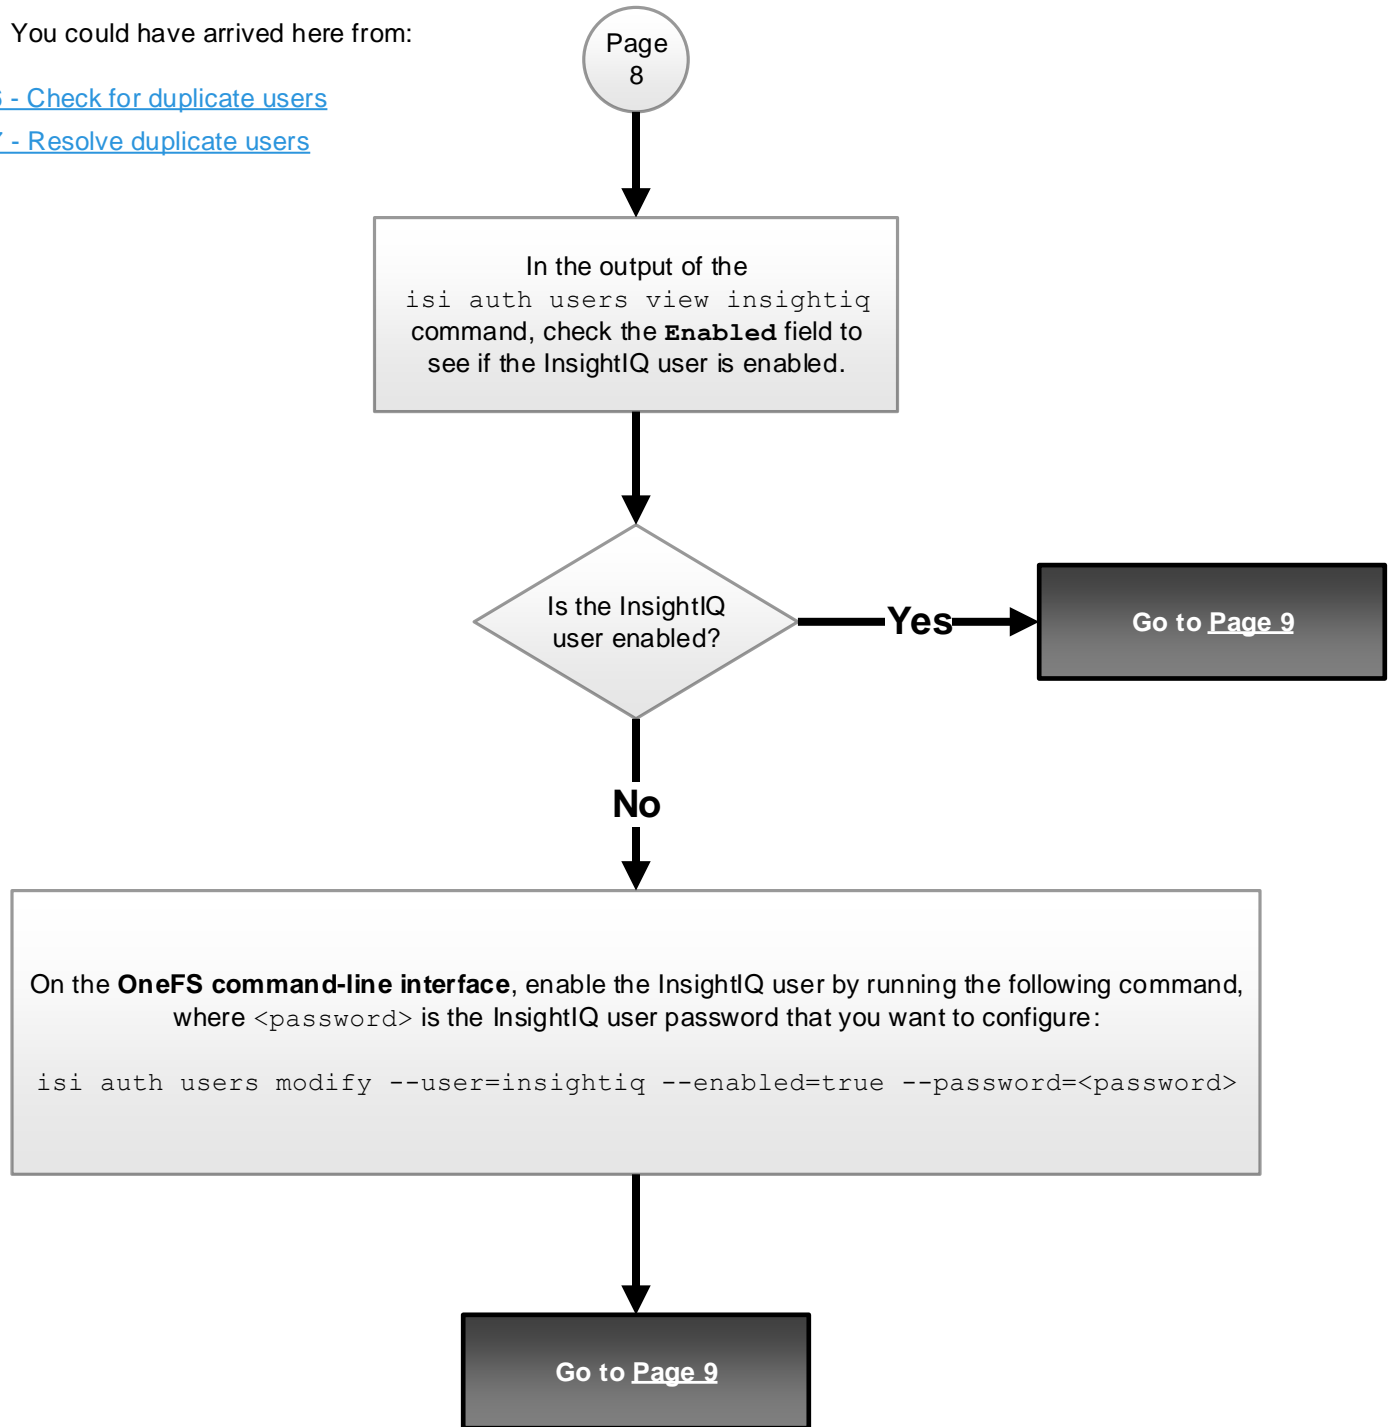 You could have arrived here from:
6 - Check for duplicate users
7 - Resolve duplicate users
Page
8
In the output of the
isi auth users view insightiq
command, check the Enabled field to
see if the InsightIQ user is enabled.
Is the InsightIQ
user enabled?
Yes
Go to Page 9
No
On the OneFS command-line interface, enable the InsightIQ user by running the following command,
where <password> is the InsightIQ user password that you want to configure:
isi auth users modify --user=insightiq --enabled=true --password=<password>
Go to Page 9